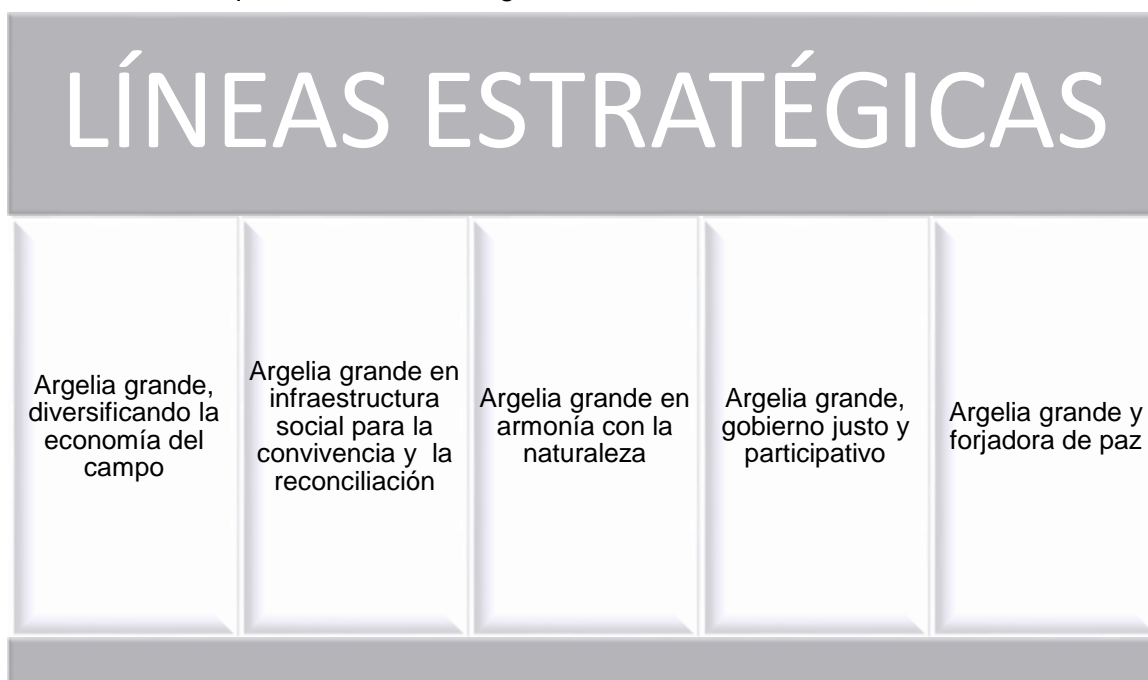 LÍNEAS ESTRATÉGICAS
Argelia grande,
diversificando la
economía del
campo
Argelia grande en
infraestructura
social para la
convivencia y  la
reconciliación
Argelia grande en
armonía con la
naturaleza
Argelia grande,
gobierno justo y
participativo
Argelia grande y
forjadora de paz